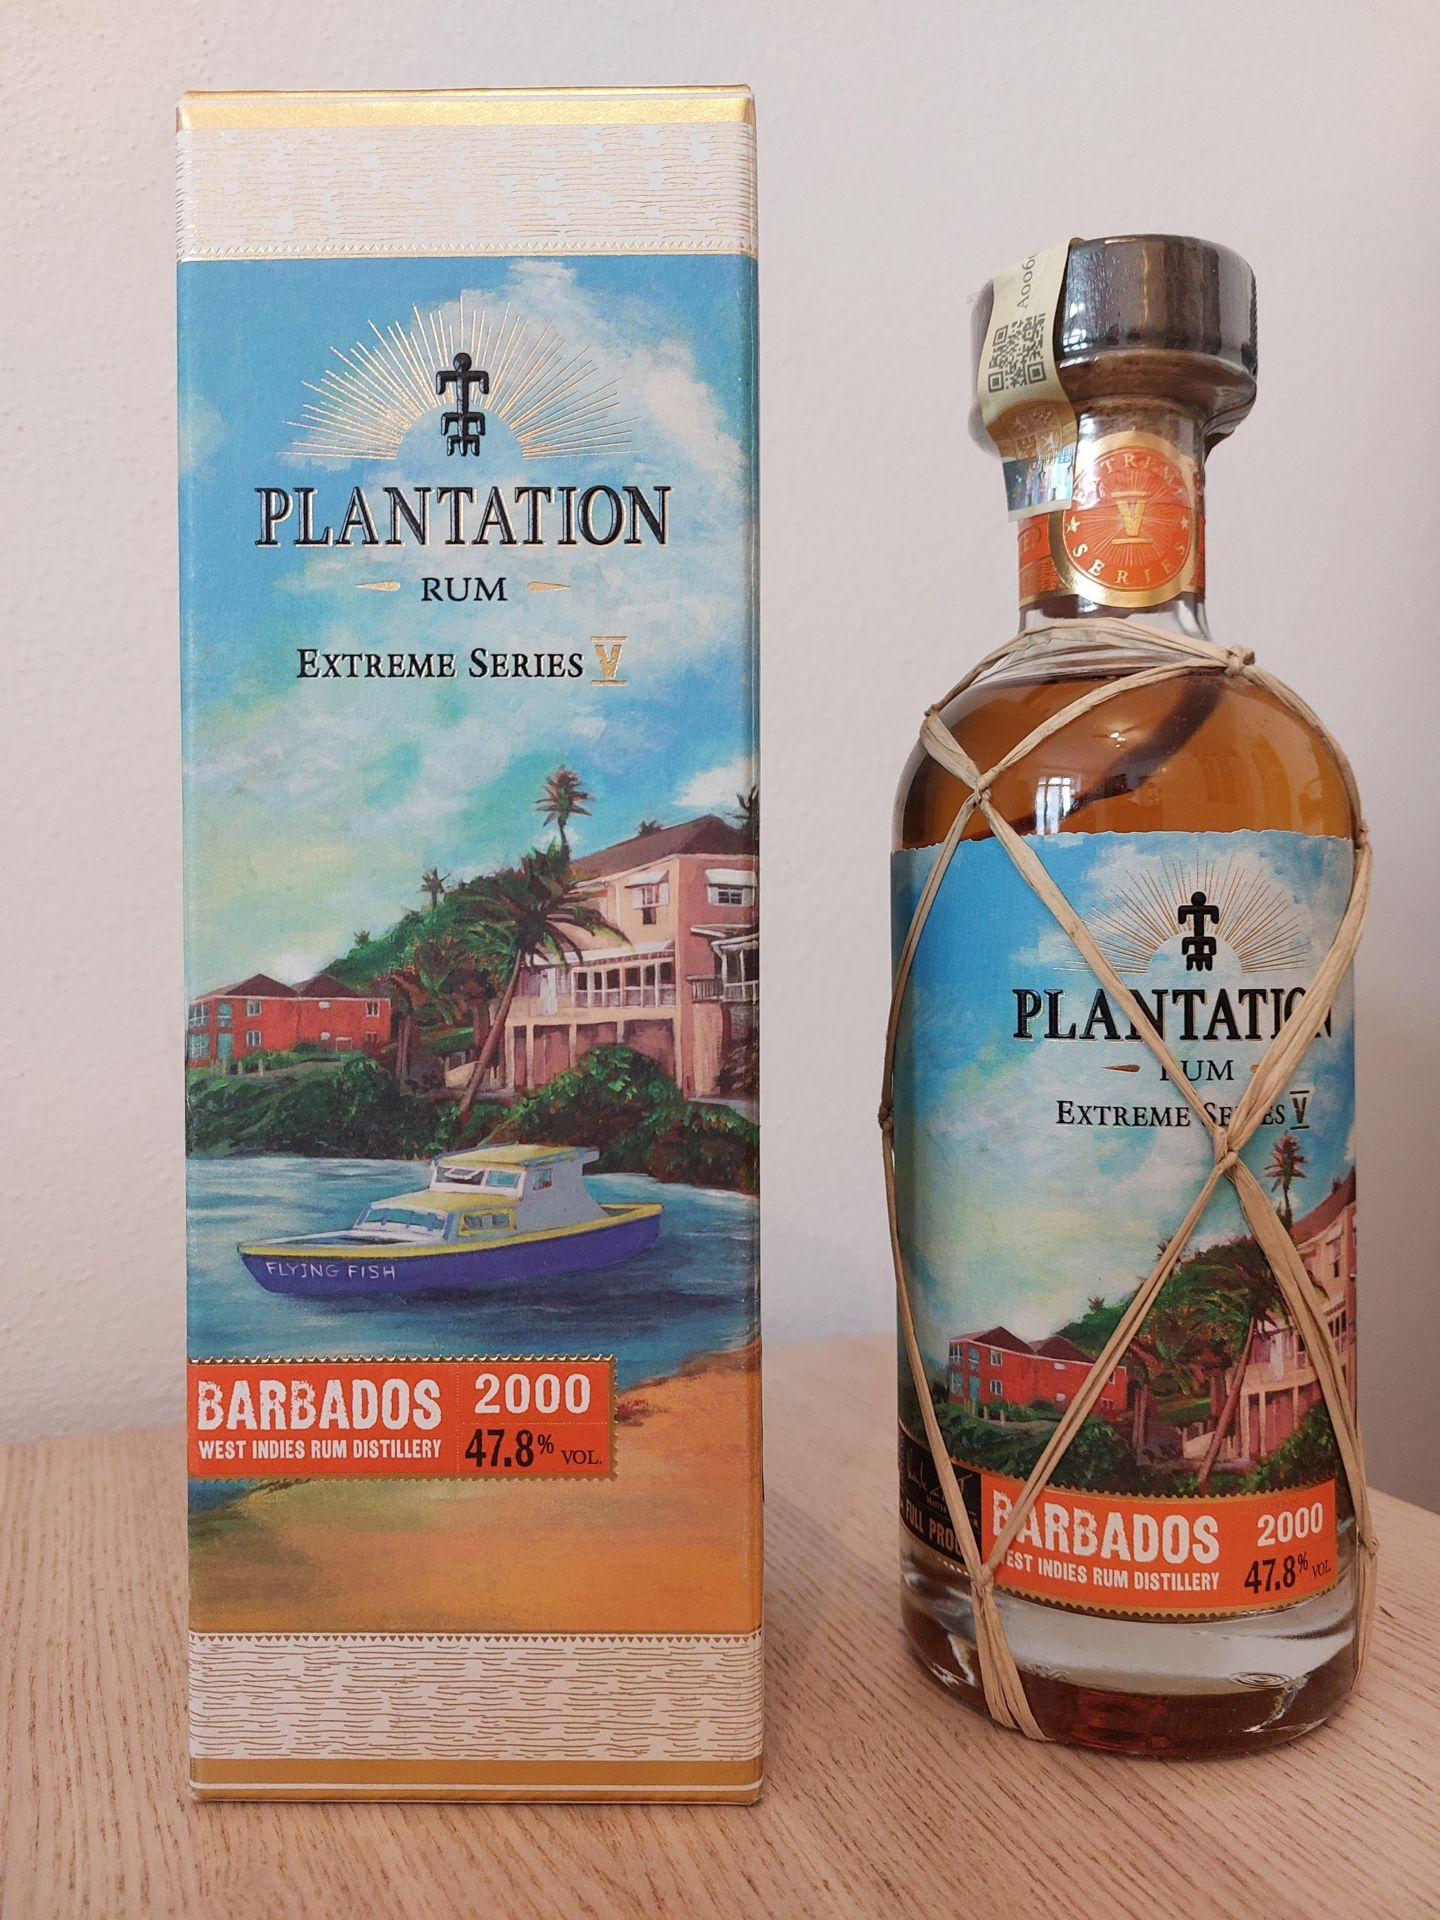 PLANTATION
RUM
EXTREME SERIES V
FLYING FISH
BARBADOS
WEST INDIES RUM DISTILLERY
2000
47.8% VOL.
EXTREME
V
SERIES
PLANTATION
RUM
EXTREME SERIES V
FULL PROOF
BARBADOS
WEST INDIES RUM DISTILLERY
2000
47.8% VOL.